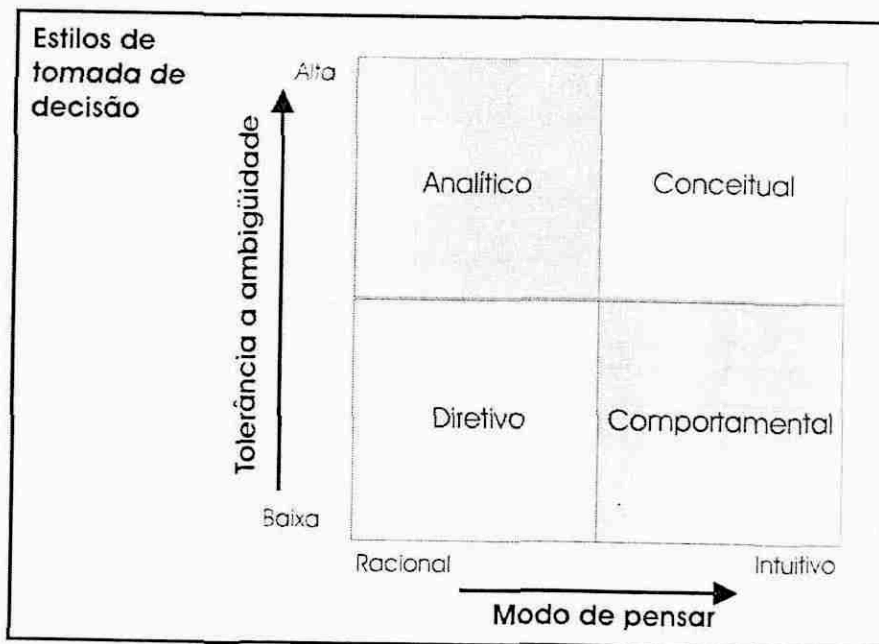 Estilos de
tomada de
decisão
Alta
Tolerância a ambigüidade
Analítico
Conceitual
Diretivo
Comportamental
Baixa
Racional
Intuitivo
Modo de pensar